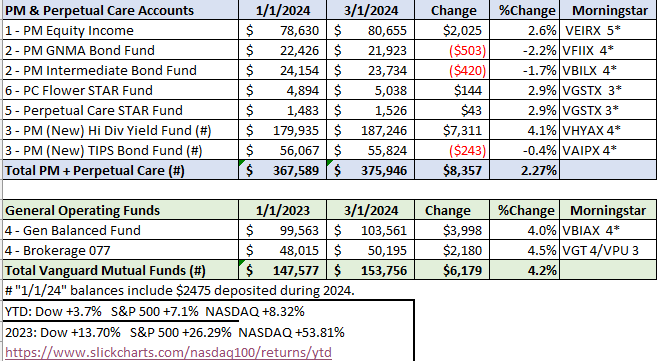 PM & Perpetual Care Accounts 1/1/2024 3/1/2024 Change %Change Morningstar
1 - PM Equity Income $ 78,630 $ 80,655 $2,025 2.6% VEIRX 5*
2 - PM GNMA Bond Fund $ 22,426 $ 21,923 ($503) -2.2% VFIIX 4*
2 - PM Intermediate Bond Fund $ 24,154 $ 23,734 ($420) -1.7% VBILX 4*
6 - PC Flower STAR Fund $ 4,894 $ 5,038 $144 2.9% VGSTX 3*
5 - Perpetual Care STAR Fund $ 1,483 $ 1,526 $43 2.9% VGSTX 3*
3 - PM (New) Hi Div Yield Fund (#) $ 179,935 $ 187,246 $7,311 4.1% VHYAX 4*
3 - PM (New) TIPS Bond Fund (#) $ 56,067 $ 55,824 ($243) -0.4% VAIPX 4*
Total PM + Perpetual Care (#) $ 367,589 $ 375,946 $8,357 2.27%
General Operating Funds 1/1/2023 3/1/2024 Change %Change Morningstar
4 - Gen Balanced Fund $ 99,563 $ 103,561 $3,998 4.0% VBIAX 4*
4 - Brokerage 077 $ 48,015 $ 50,195 $2,180 4.5% VGT 4/VPU 3
Total Vanguard Mutual Funds (#) $ 147,577 $ 153,756 $6,179 4.2%
# "1/1/24" balances include $2475 deposited during 2024.
YTD: Dow +3.7% S&P 500 +7.1% NASDAQ +8.32%
2023: Dow +13.70% S&P 500 +26.29% NASDAQ +53.81%
https://www.slickcharts.com/nasdaq100/returns/ytd